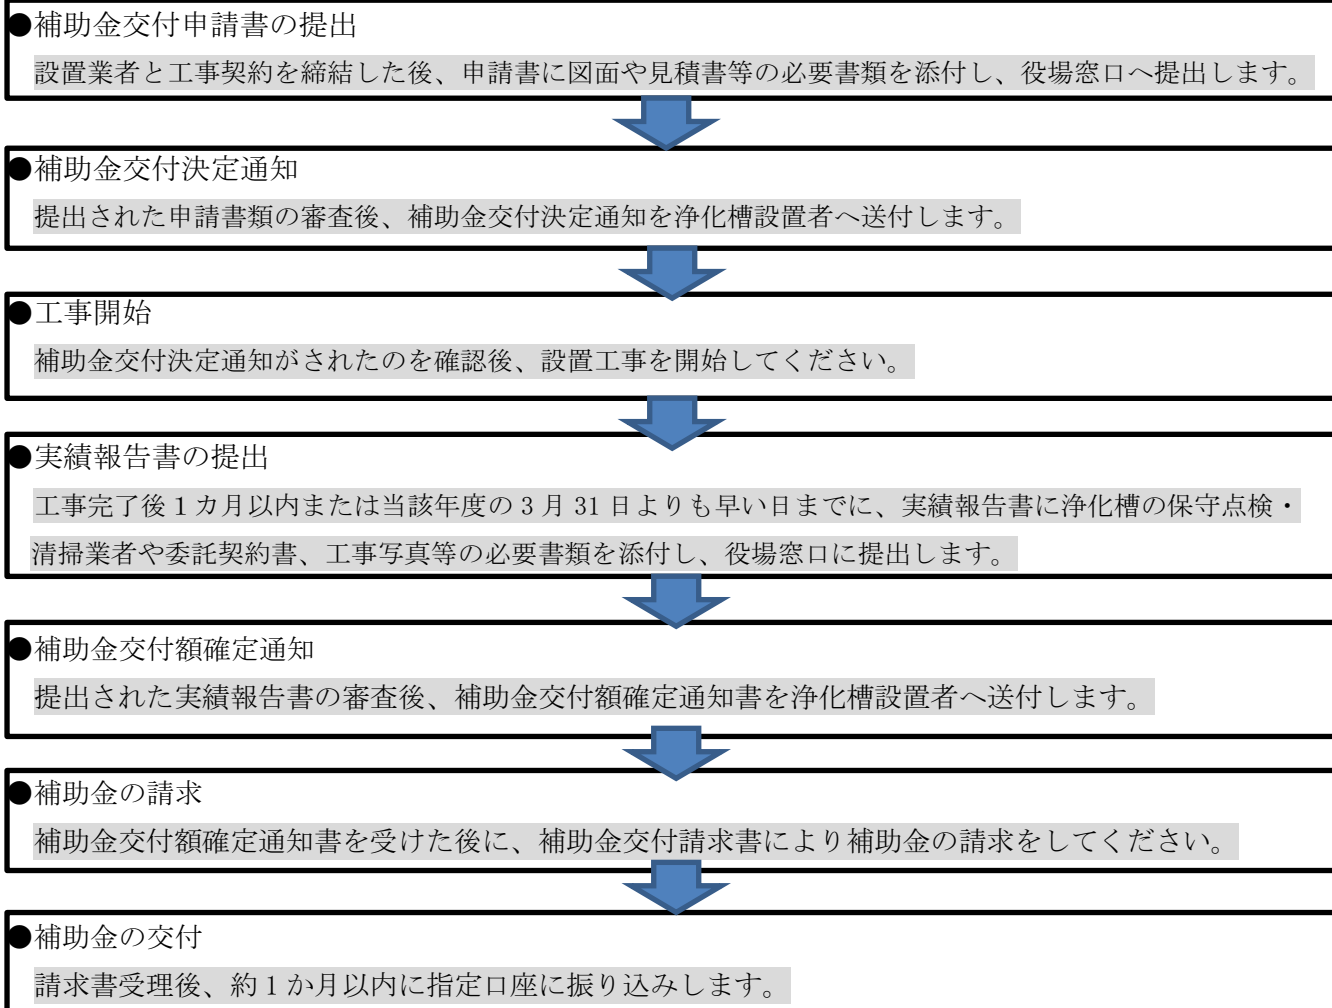 ●補助金交付申請書の提出
設置業者と工事契約を締結した後、申請書に図面や見積書等の必要書類を添付し、役場窓口へ提出します。
●補助金交付決定通知
提出された申請書類の審査後、補助金交付決定通知を浄化槽設置者へ送付します。
●工事開始
補助金交付決定通知がされたのを確認後、設置工事を開始してください。
●実績報告書の提出
工事完了後1カ月以内または当該年度の3月31日よりも早い日までに、実績報告書に浄化槽の保守点検・
清掃業者や委託契約書、工事写真等の必要書類を添付し、役場窓口に提出します。
●補助金交付額確定通知
提出された実績報告書の審査後、補助金交付額確定通知書を浄化槽設置者へ送付します。
●補助金の請求
補助金交付額確定通知書を受けた後に、補助金交付請求書により補助金の請求をしてください。
●補助金の交付
請求書受理後、約1か月以内に指定口座に振り込みします。